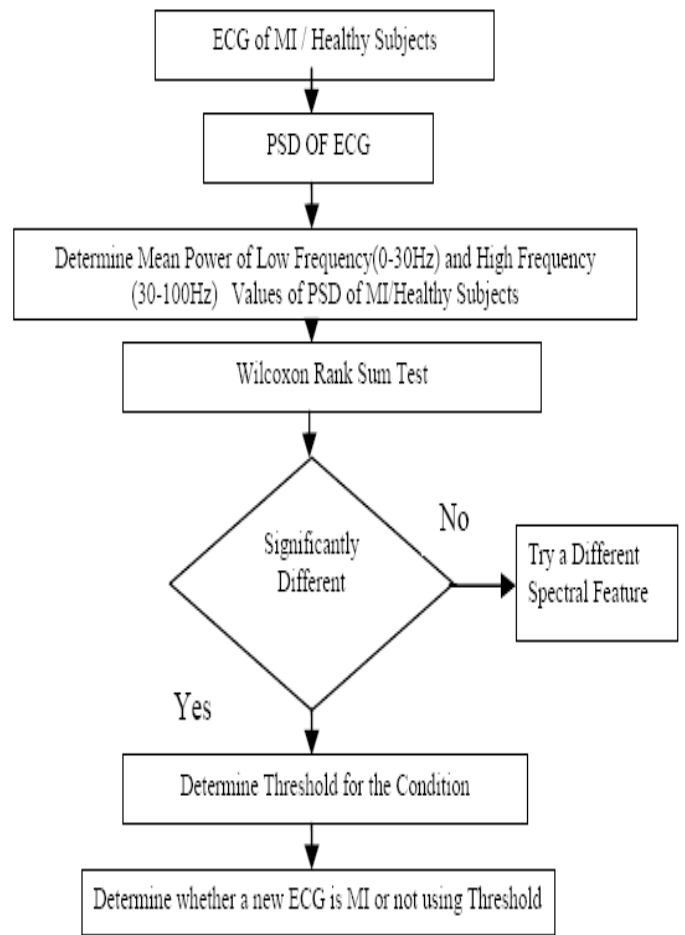 ECG of MI / Healthy Subjects
PSD OF ECG
Determine Mean Power of Low Frequency(0-30Hz) and High Frequency
(30-100Hz) Values of PSD of MI/Healthy Subjects
Wilcoxon Rank Sum Test
Significantly
Different
No
Try a Different
Spectral Feature
Yes
Determine Threshold for the Condition
Determine whether a new ECG is MI or not using Threshold